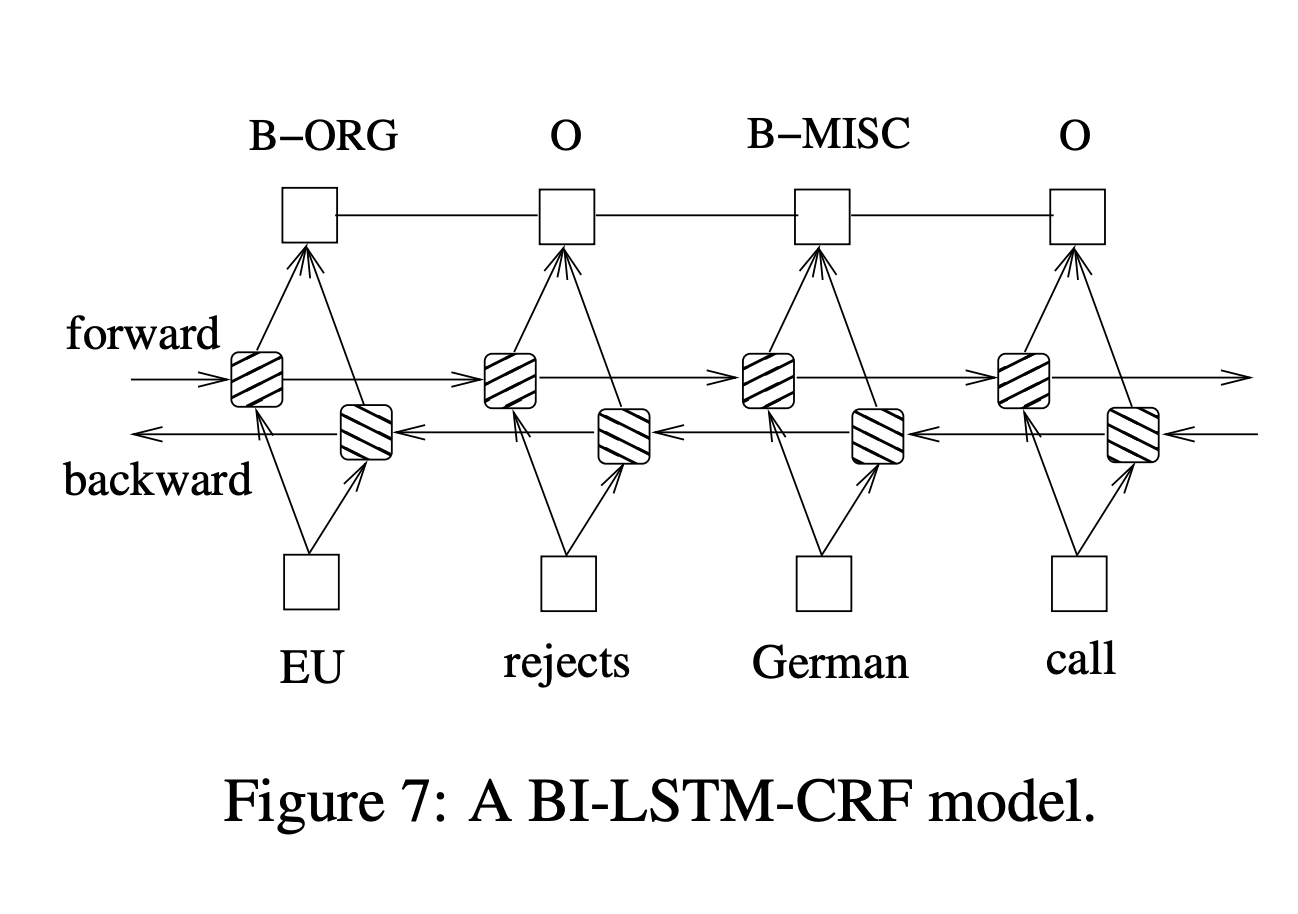 B–ORG O B–MISC O
forward
backward
EU rejects German call
Figure 7: A BI-LSTM-CRF model.